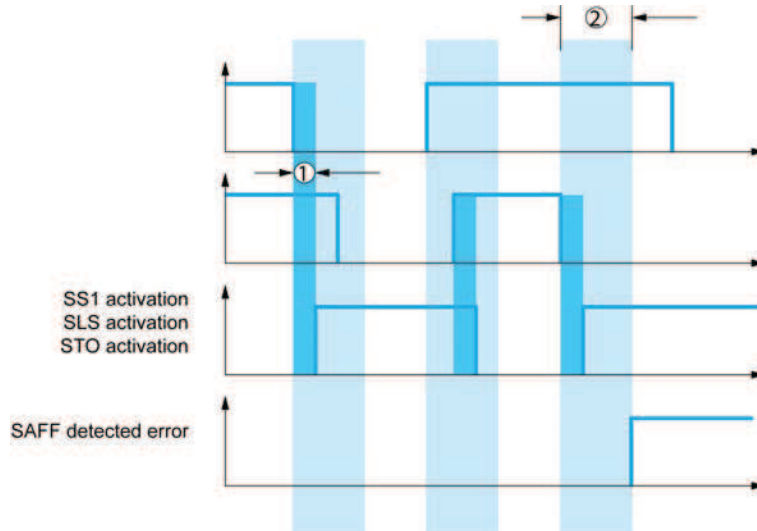 ②
①
SS1 activation
SLS activation
STO activation
SAFF detected error